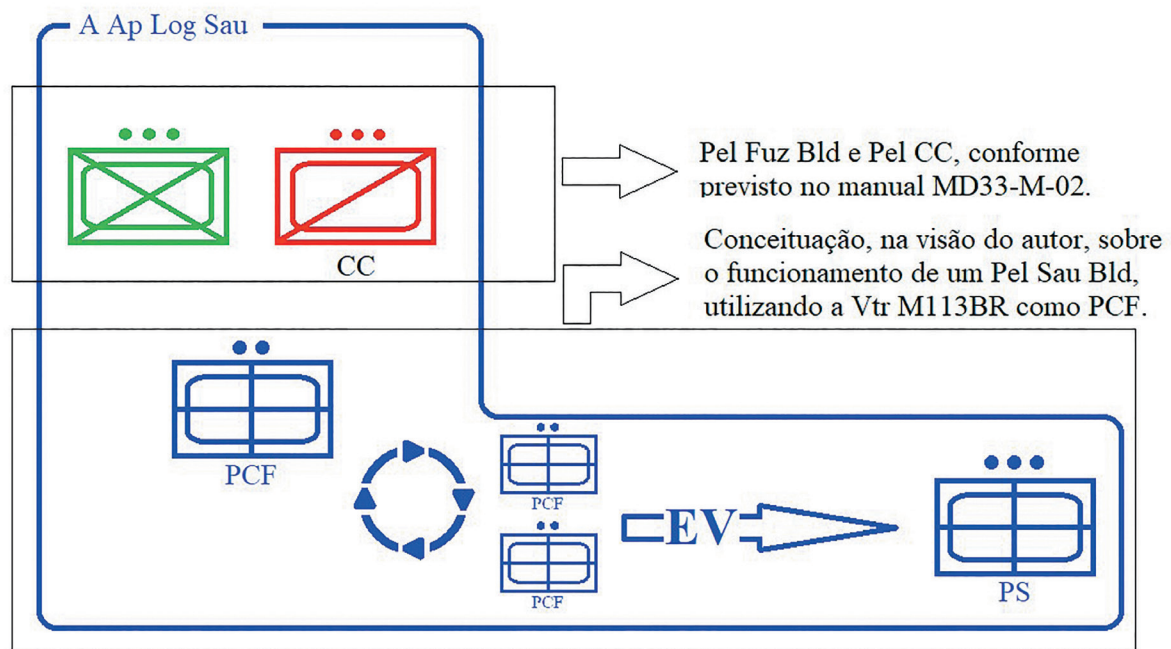 A Ap Log Sau
CC
Pel Fuz Bld e Pel CC, conforme
previsto no manual MD33-M-02.
Conceituação, na visão do autor, sobre
o funcionamento de um Pel Sau Bld,
utilizando a Vtr M113BR como PCF.
PCF
PCF
PCF
EV
PS